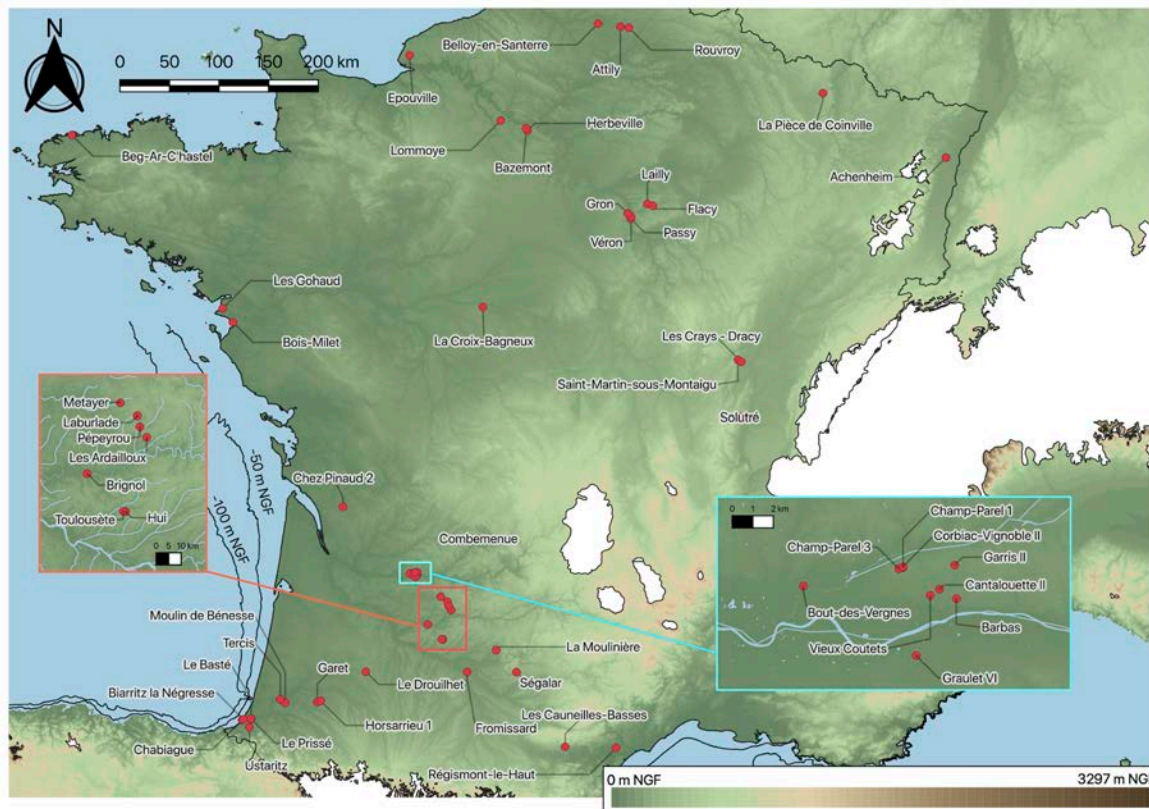 N
0 50 100 150 200 km
Belloy-en-Santerre
Attily
Rouvroy
Epouville
Lommoye
Herbeville
Bazemont
La Pièce de Coinville
Achenheim
Beg-Ar-C'hastel
Lailly
Gron
Flacy
Passy
Véron
Les Gohaud
Bois-Milet
La Croix-Bagneux
Les Crays - Dracy
Saint-Martin-sous-Montaigu
Solutré
Metayer
Laburlade
Pépeyrou
Les Ardailloux
Brignol
Toulousète
Hui
0 5 10 km
-50 m NGF
-100 m NGF
Chez Pinaud 2
Combemenue
0 1 2 km
Champ-Parel 1
Corbiac-Vignoble II
Champ-Parel 3
Garris II
Cantalouette II
Bout-des-Vergnes
Barbas
Vieux Coutets
Graulet VI
Moulin de Bénesse
Tercis
Le Basté
Garet
Biarritz la Négresse
Le Drouilhet
La Moulinière
Ségalar
Horsarrieu 1
Fromissard
Les Cauneilles-Basses
Le Prissé
Chabiague
Ustaritz
Régismont-le-Haut
0 m NGF
3297 m NG